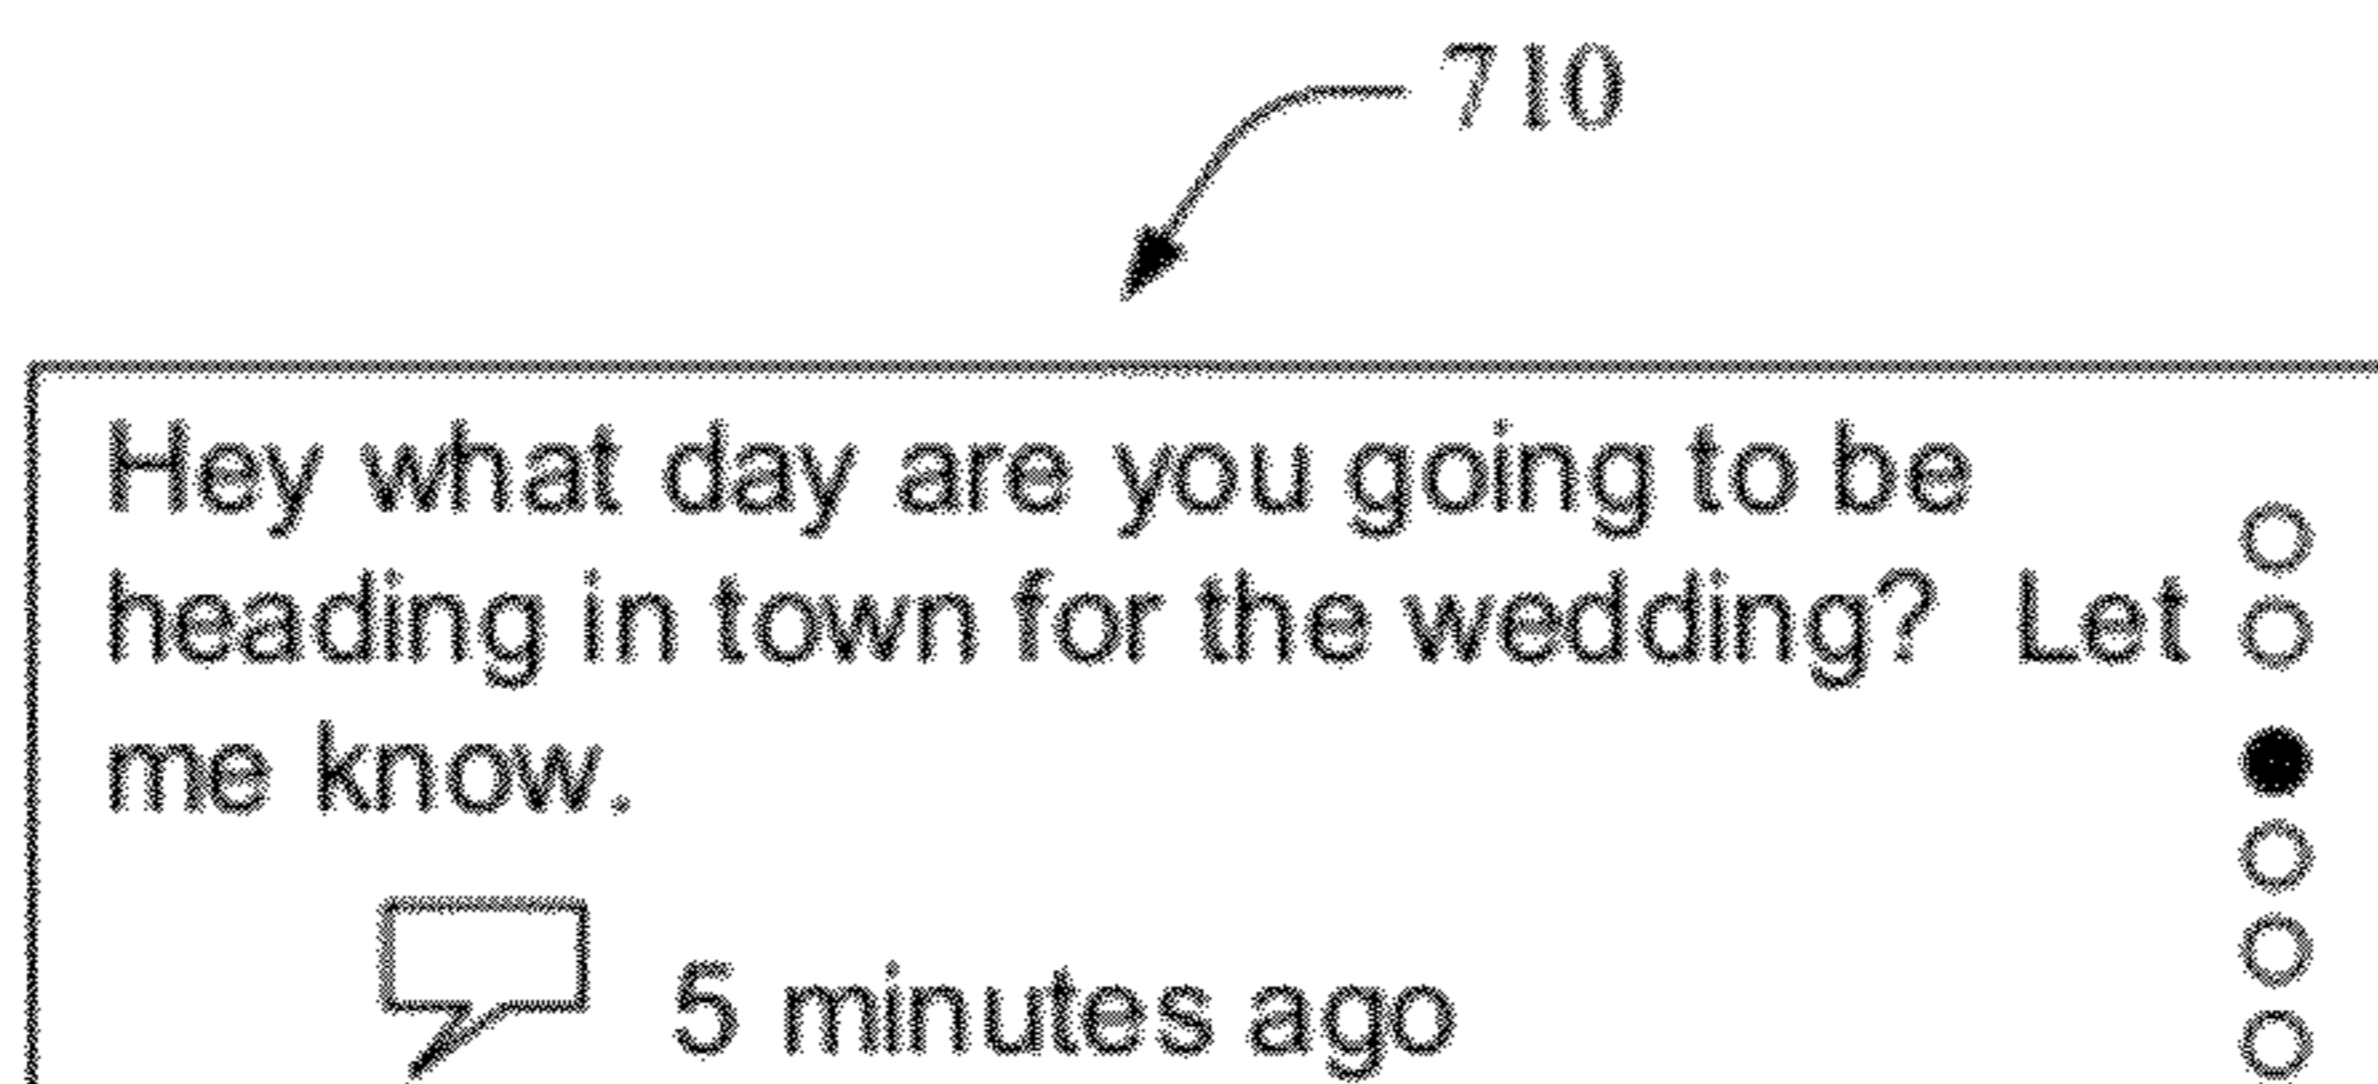 710
Hey what day are you going to be
heading in town for the wedding?  Let
me know.
5 minutes ago